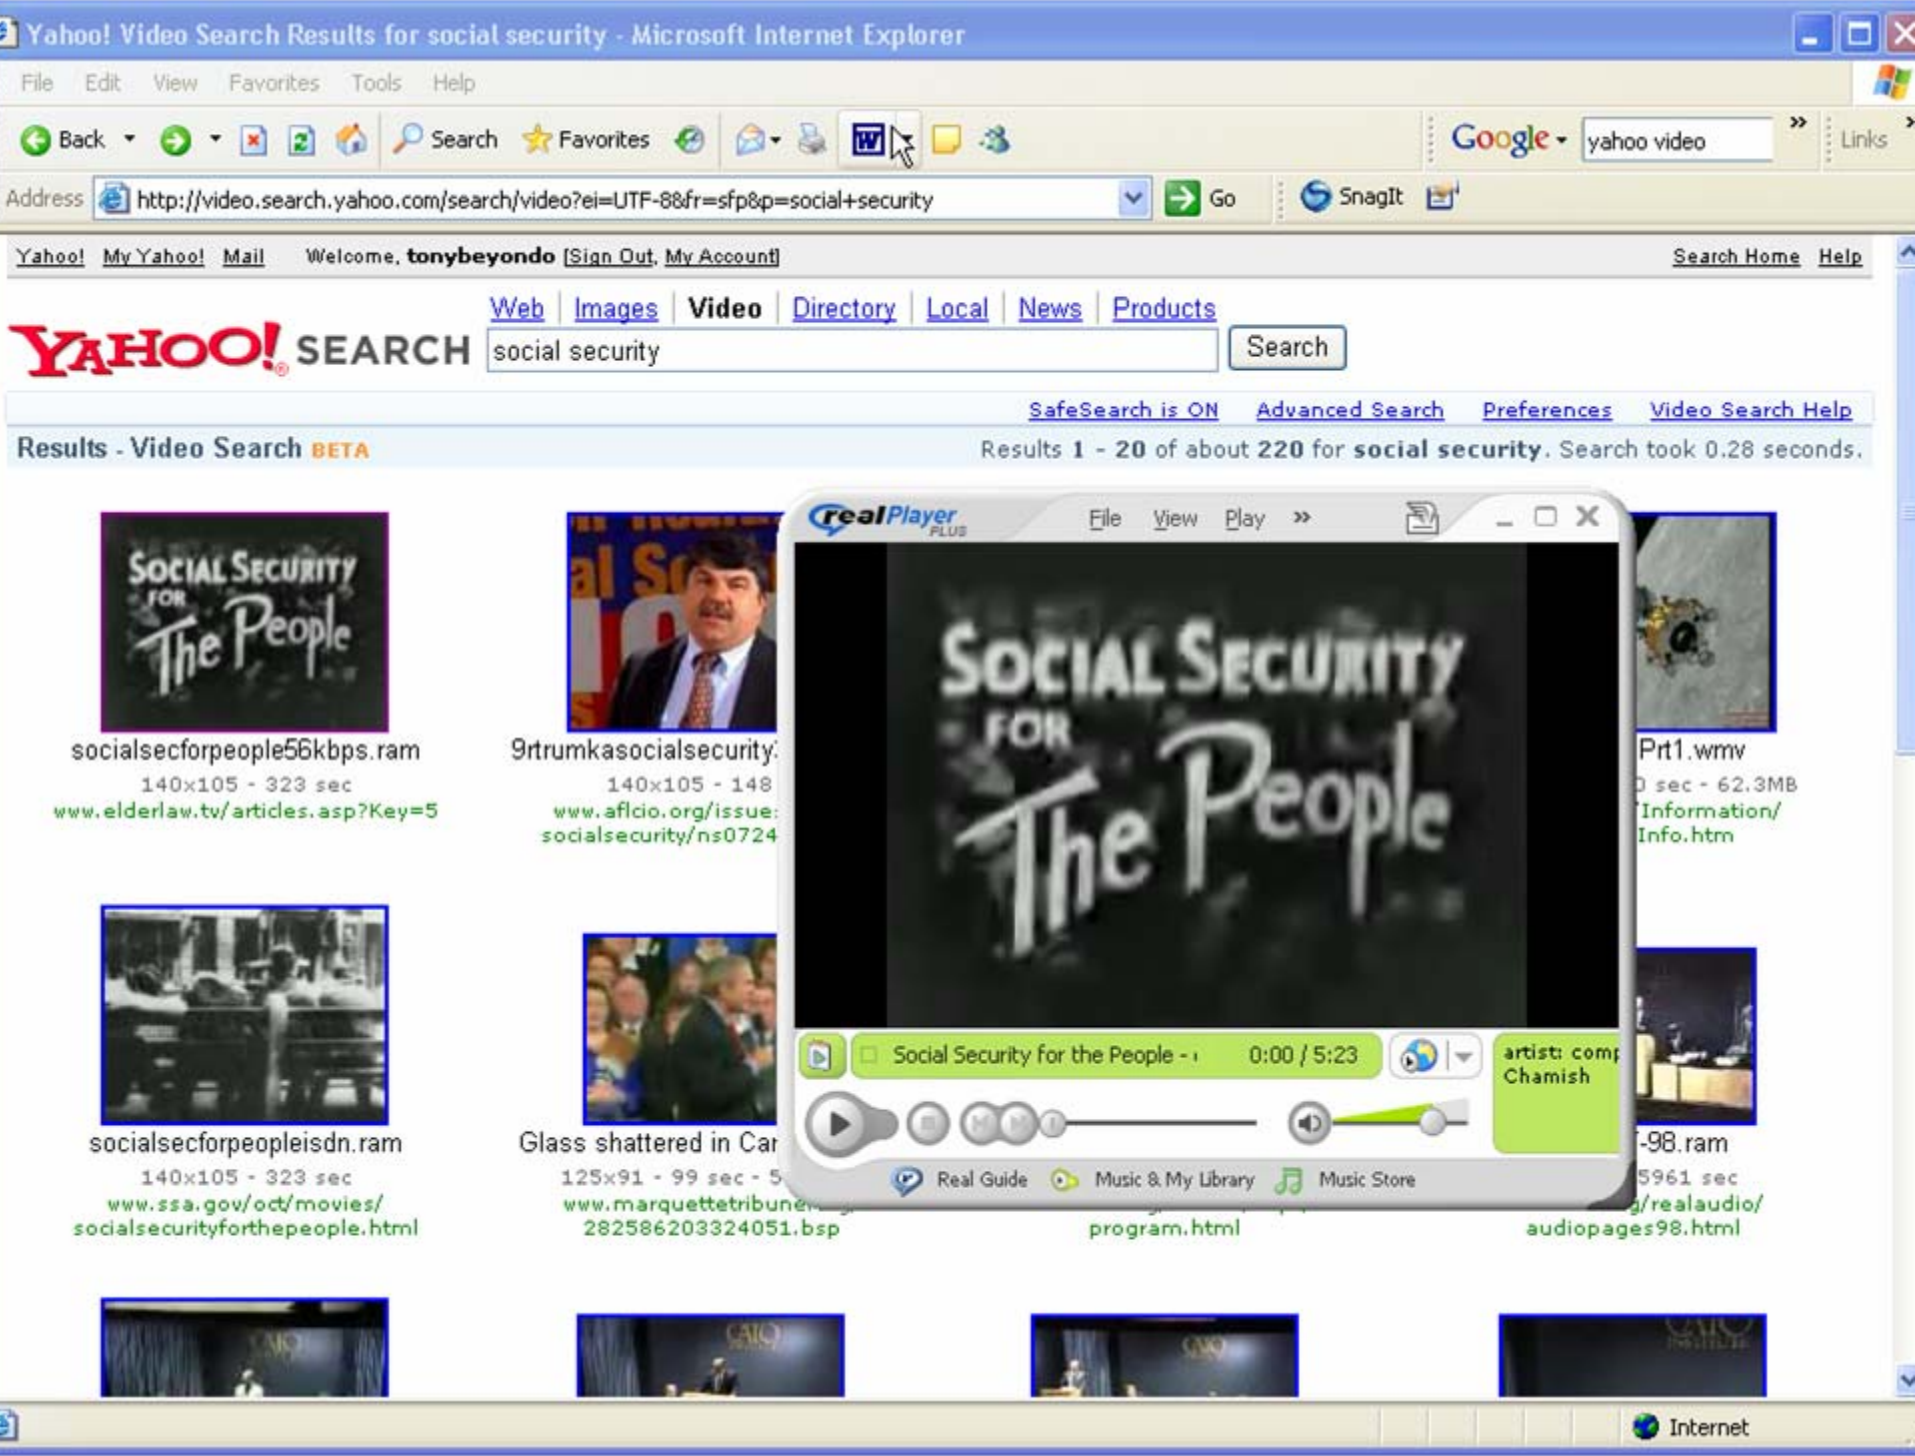 Yahoo! Video Search Results for social security - Microsoft Internet Explorer
File Edit View Favorites Tools Help
Back Search Favorites Google yahoo video » Links
Address http://video.search.yahoo.com/search/video?ei=UTF-8&fr=sfp&p=social+security Go SnagIt
Yahoo! My Yahoo! Mail Welcome, tonybeyondo [Sign Out, My Account] Search Home Help
Web Images Video Directory Local News Products
YAHOO! SEARCH social security Search
SafeSearch is ON Advanced Search Preferences Video Search Help
Results - Video Search BETA Results 1 - 20 of about 220 for social security. Search took 0.28 seconds.
SOCIAL SECURITY
FOR
The People
socialsecforpeople56kbps.ram
140x105 - 323 sec
www.elderlaw.tv/articles.asp?Key=5
al S
9rtrumkasocialsecurity
140x105 - 148
www.aflcio.org/issue
socialsecurity/ns0724
realPlayer PLUS File View Play »
SOCIAL SECURITY
FOR
The People
Social Security for the People - 0:00 / 5:23
artist: comp
Chamish
Real Guide Music & My Library Music Store
Prt1.wmv
sec - 62.3MB
Information/
Info.htm
socialsecforpeopleisdn.ram
140x105 - 323 sec
www.ssa.gov/oct/movies/
socialsecurityforthepeople.html
Glass shattered in Car
125x91 - 99 sec - 5
www.marquettetribune
282586203324051.bsp
program.html
-98.ram
5961 sec
/realaudio/
audiopages98.html
CATO
CATO
CATO
CATO
INSTITUTE
Internet